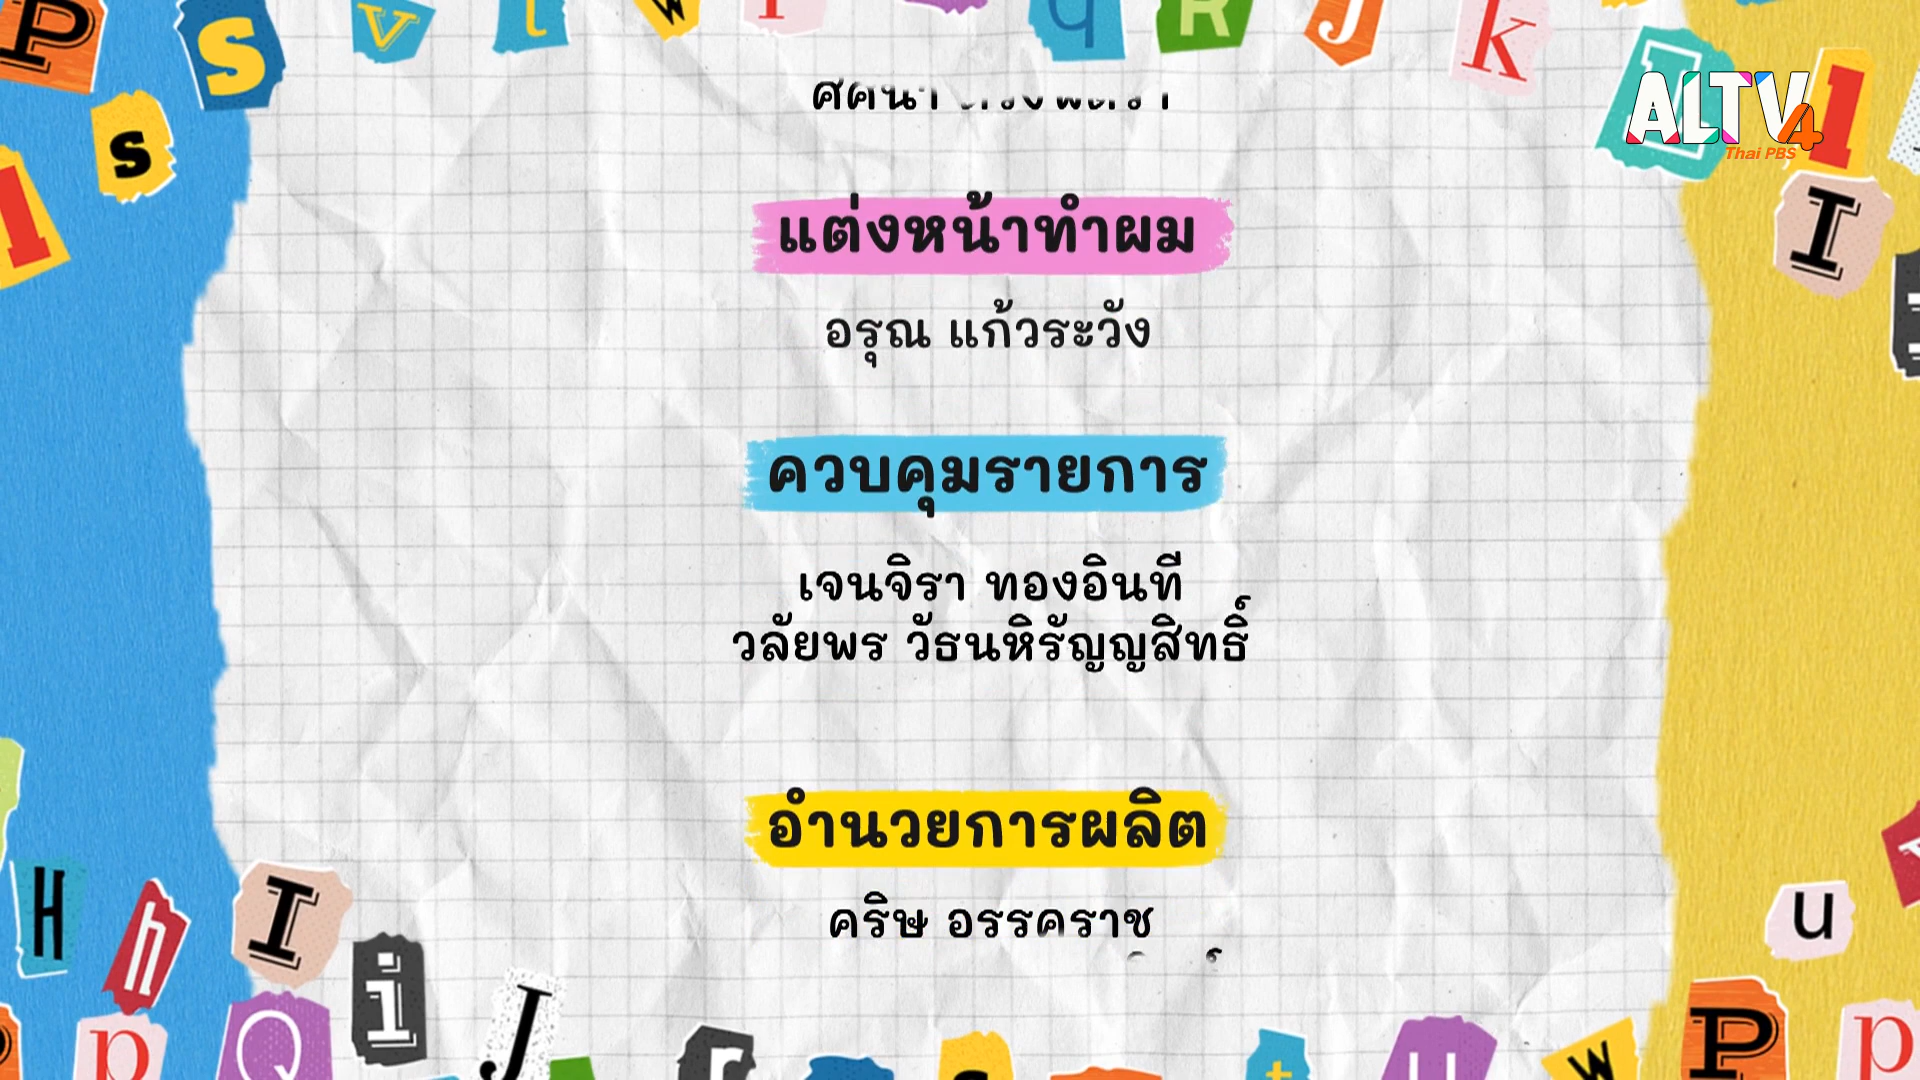 ALTV4
Thai PBS
แต่งหน้าทำผม
อรุณ แก้วระวัง
ควบคุมรายการ
เจนจิรา ทองอินที
วลัยพร วัธนหิรัญญสิทธิ์
อำนวยการผลิต
คริษ อรรคราช